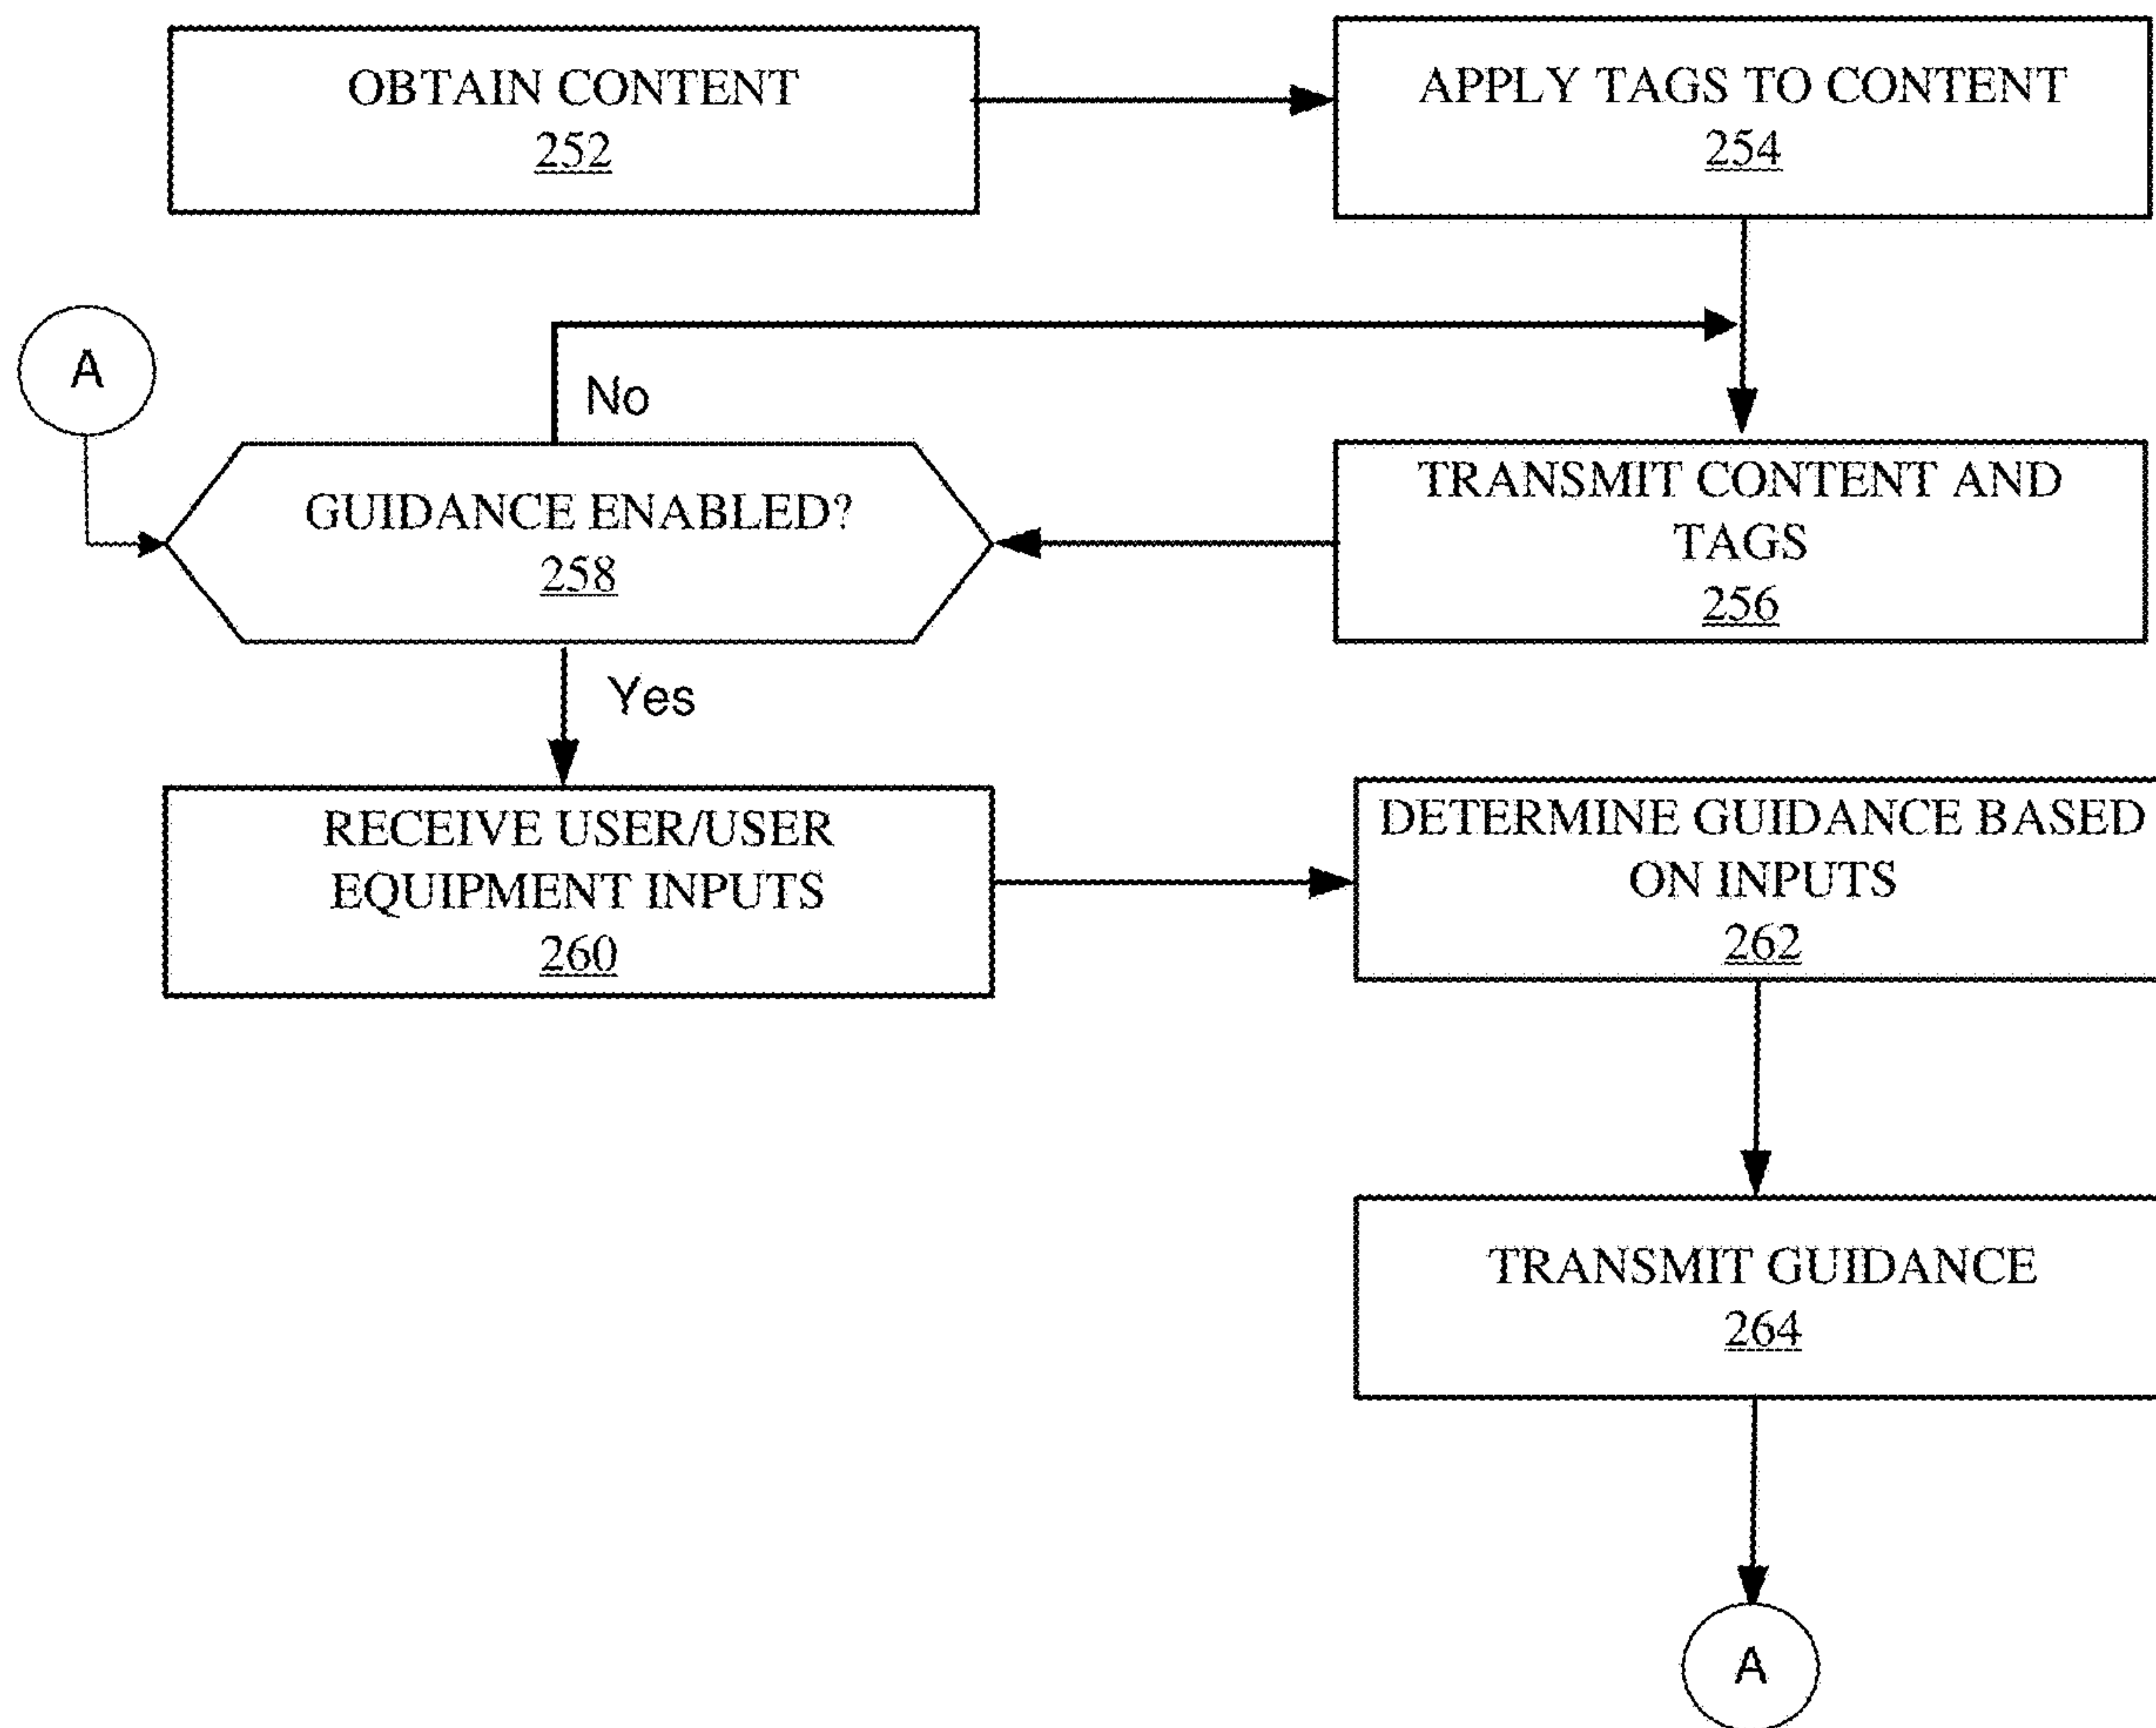 OBTAIN CONTENT
252
APPLY TAGS TO CONTENT
254
A
No
GUIDANCE ENABLED?
258
TRANSMIT CONTENT AND
TAGS
256
Yes
RECEIVE USER/USER
EQUIPMENT INPUTS
260
DETERMINE GUIDANCE BASED
ON INPUTS
262
TRANSMIT GUIDANCE
264
A